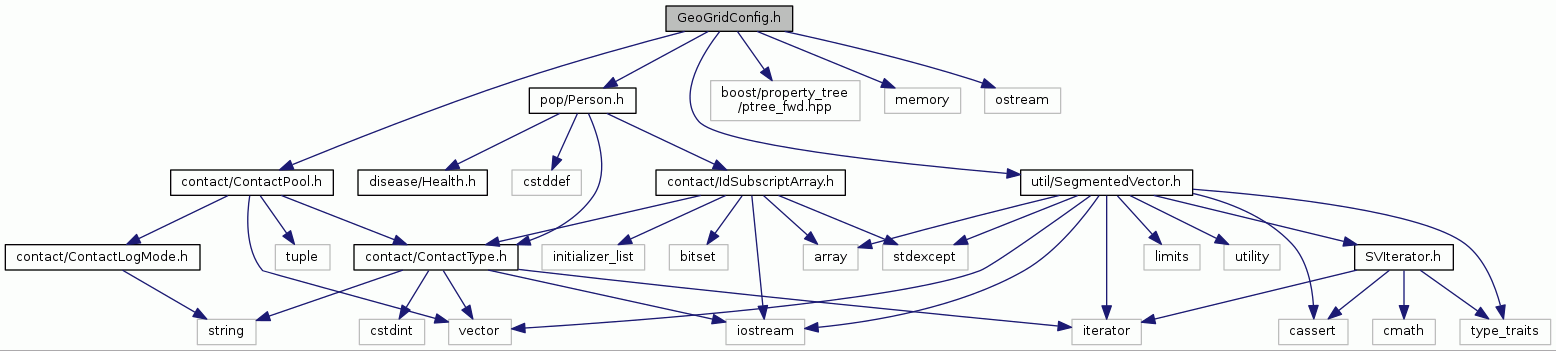 GeoGridConfig.h
pop/Person.h
boost/property_tree
/ptree_fwd.hpp
memory
ostream
contact/ContactPool.h
disease/Health.h
cstddef
contact/IdSubscriptArray.h
util/SegmentedVector.h
contact/ContactLogMode.h
tuple
contact/ContactType.h
initializer_list
bitset
array
stdexcept
limits
utility
SVIterator.h
string
cstdint
vector
iostream
iterator
cassert
cmath
type_traits